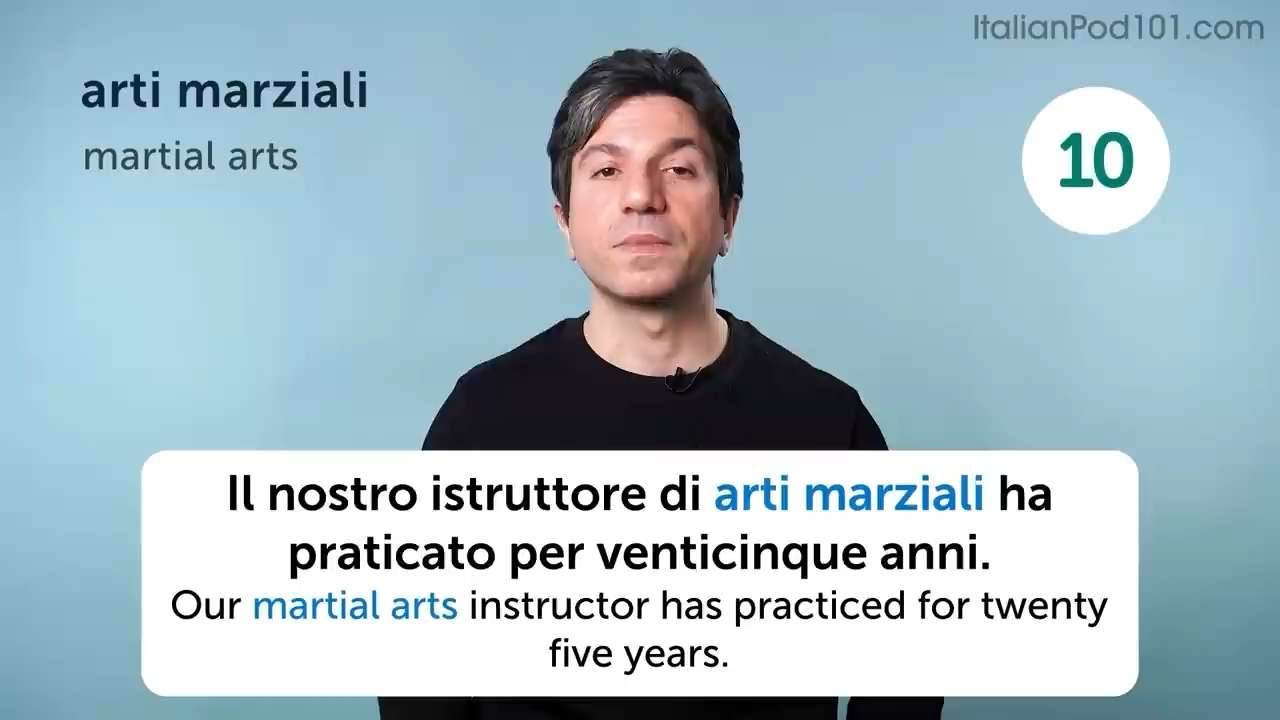 ItalianPod101.com
arti marziali
martial arts
10
Il nostro istruttore di arti marziali ha
praticato per venticinque anni.
Our martial arts instructor has practiced for twenty
five years.